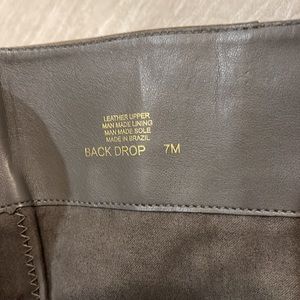 LEATHER UPPER
MAN MADE LINING
MAN MADE SOLE
MADE IN BRAZIL
BACK DROP 7M